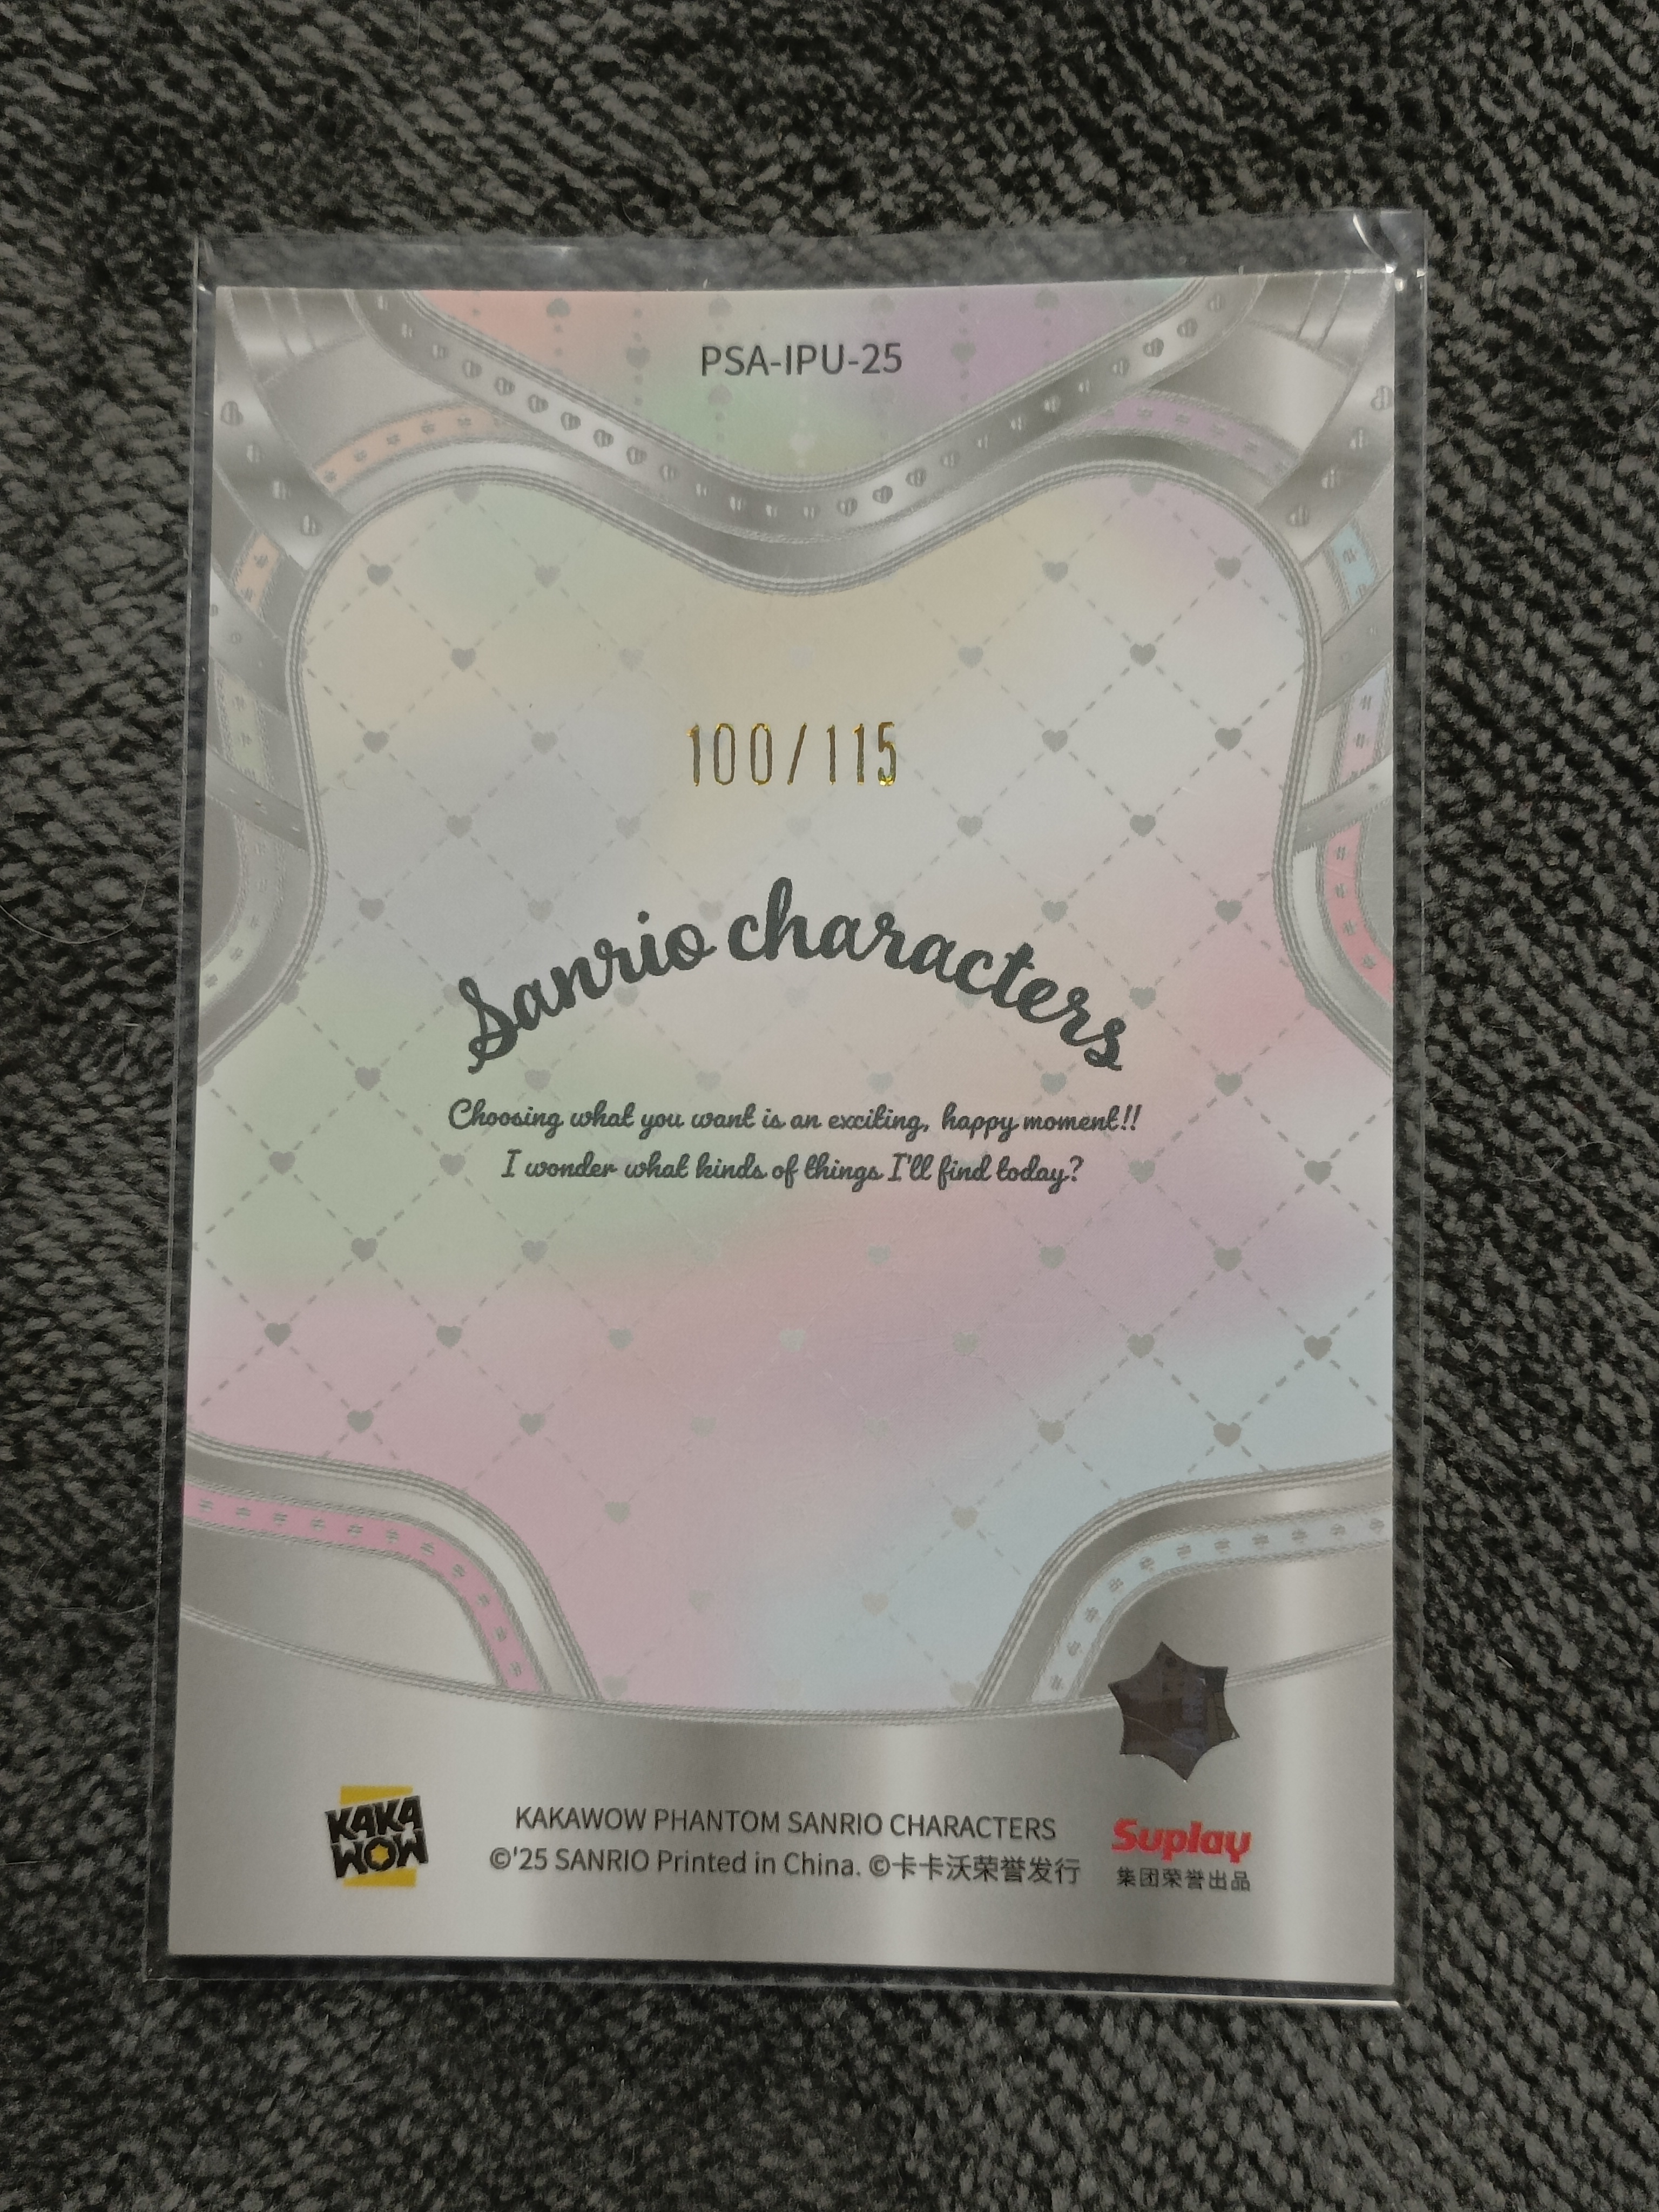 PSA-IPU-25
100/115
Sanrio characters
Choosing what you want is an exciting, happy moment!!
I wonder what kinds of things I'll find today?
KAKA
WOW
KAKAWOW PHANTOM SANRIO CHARACTERS
©'25 SANRIO Printed in China. ©卡卡沃荣誉发行
Suplay
集团荣誉出品